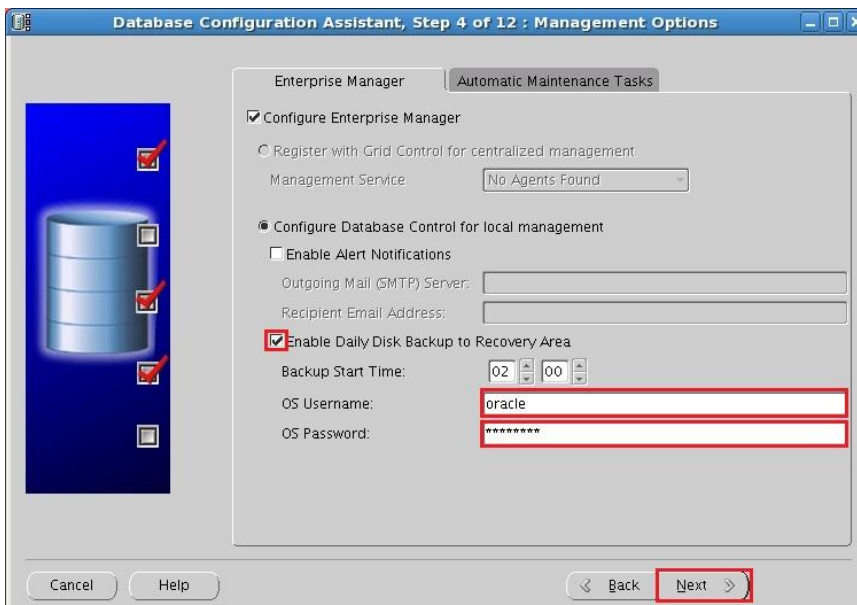 Database Configuration Assistant, Step 4 of 12 : Management Options
Enterprise Manager Automatic Maintenance Tasks
Configure Enterprise Manager
Register with Grid Control for centralized management
Management Service No Agents Found
Configure Database Control for local management
Enable Alert Notifications
Outgoing Mail (SMTP) Server:
Recipient Email Address:
Enable Daily Disk Backup to Recovery Area
Backup Start Time: 02 00
OS Username: oracle
OS Password: ********
Cancel Help Back Next